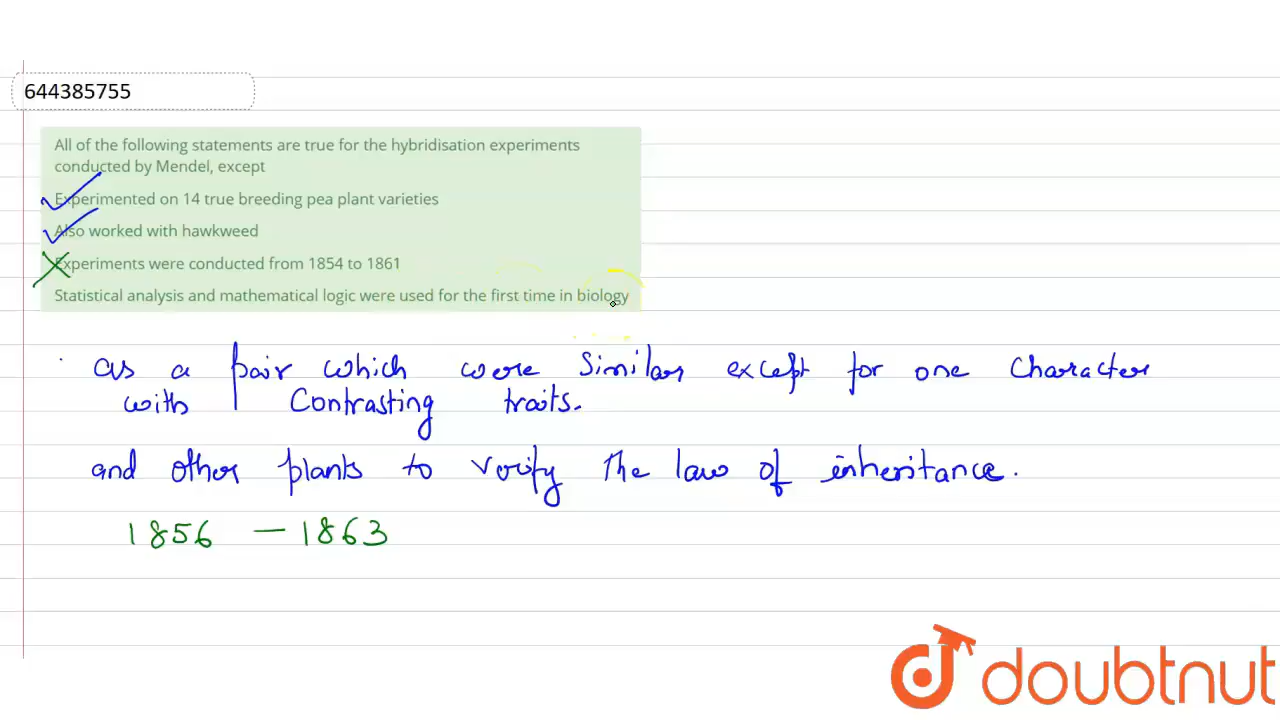 644385755
All of the following statements are true for the hybridisation experiments
conducted by Mendel, except
Experimented on 14 true breeding pea plant varieties
Also worked with hawkweed
Experiments were conducted from 1854 to 1861
Statistical analysis and mathematical logic were used for the first time in biology
as a pair which were similar except for one character
with contrasting traits.
and other plants to verify the law of inheritance.
1856 — 1863
doubtnut